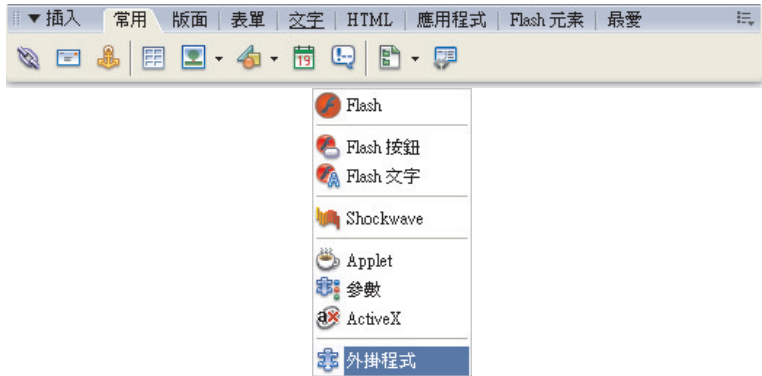 ▼插入 常用 版面 | 表單 | 文字 | HTML | 應用程式 | Flash 元素 | 最愛
19
Flash
Flash 按鈕
Flash 文字
Shockwave
Applet
參數
ActiveX
外掛程式